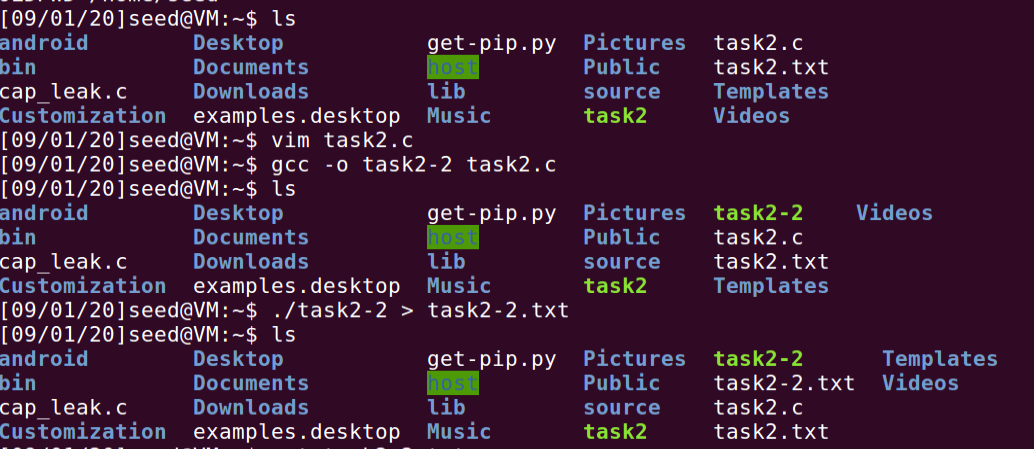 [09/01/20]seed@VM:~$ ls
android Desktop get-pip.py Pictures task2.c
bin Documents host Public task2.txt
cap_leak.c Downloads lib source Templates
Customization examples.desktop Music task2 Videos
[09/01/20]seed@VM:~$ vim task2.c
[09/01/20]seed@VM:~$ gcc -o task2-2 task2.c
[09/01/20]seed@VM:~$ ls
android Desktop get-pip.py Pictures task2-2 Videos
bin Documents host Public task2.c
cap_leak.c Downloads lib source task2.txt
Customization examples.desktop Music task2 Templates
[09/01/20]seed@VM:~$ ./task2-2 > task2-2.txt
[09/01/20]seed@VM:~$ ls
android Desktop get-pip.py Pictures task2-2 Templates
bin Documents host Public task2-2.txt Videos
cap_leak.c Downloads lib source task2.c
Customization examples.desktop Music task2 task2.txt